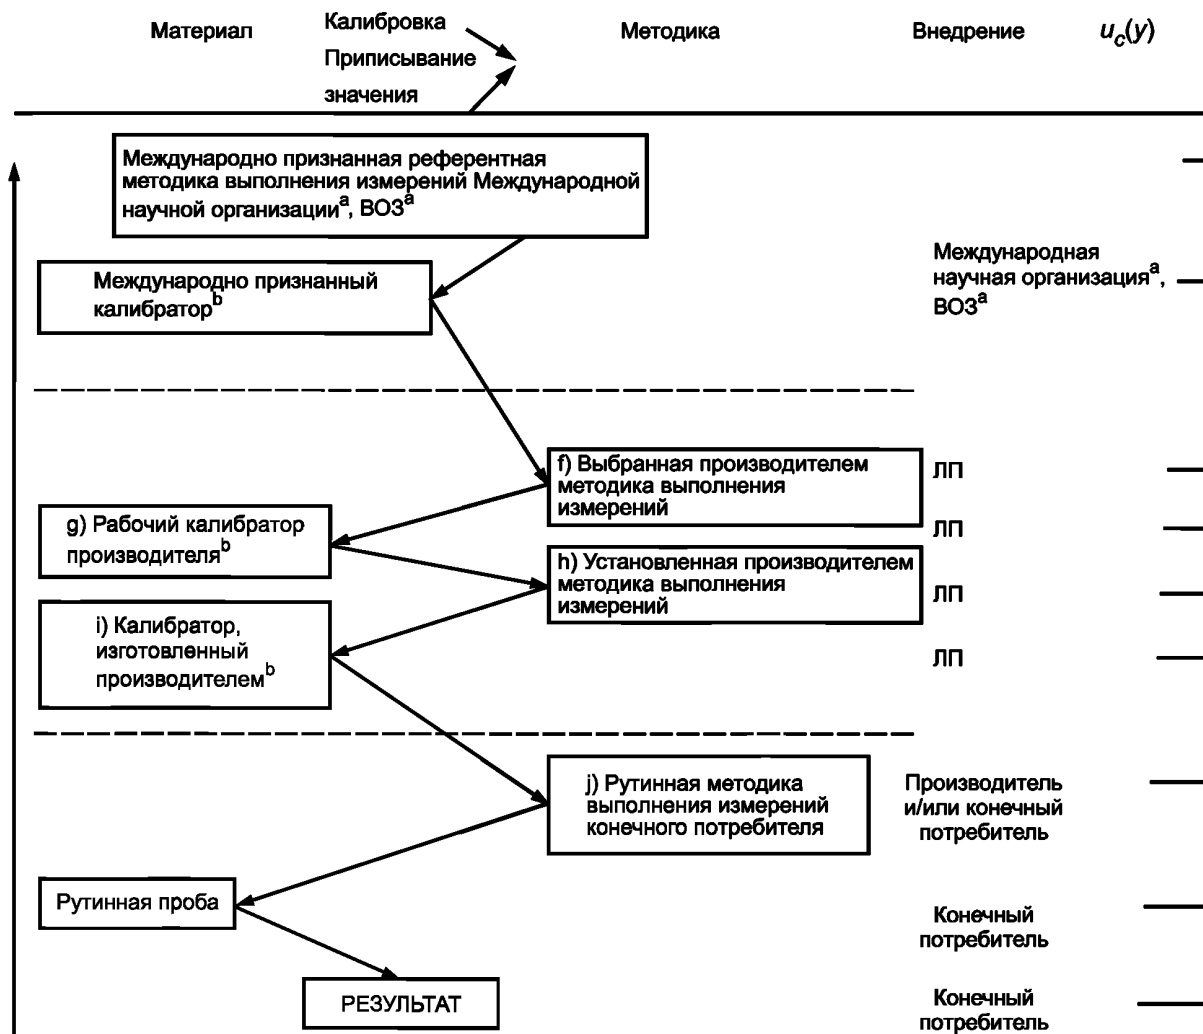 Материал
Калибровка
Приписывание
значения
Методика
Внедрение
u_c(y)
Международно признанная референтная
методика выполнения измерений Международной
научной организации^a, ВОЗ^a
Международно признанный
калибратор^b
Международная
научная организация^a,
ВОЗ^a
f) Выбранная производителем
методика выполнения
измерений
ЛП
g) Рабочий калибратор
производителя^b
ЛП
h) Установленная производителем
методика выполнения
измерений
ЛП
i) Калибратор,
изготовленный
производителем^b
ЛП
j) Рутинная методика
выполнения измерений
конечного потребителя
Производитель
и/или конечный
потребитель
Рутинная проба
Конечный
потребитель
РЕЗУЛЬТАТ
Конечный
потребитель